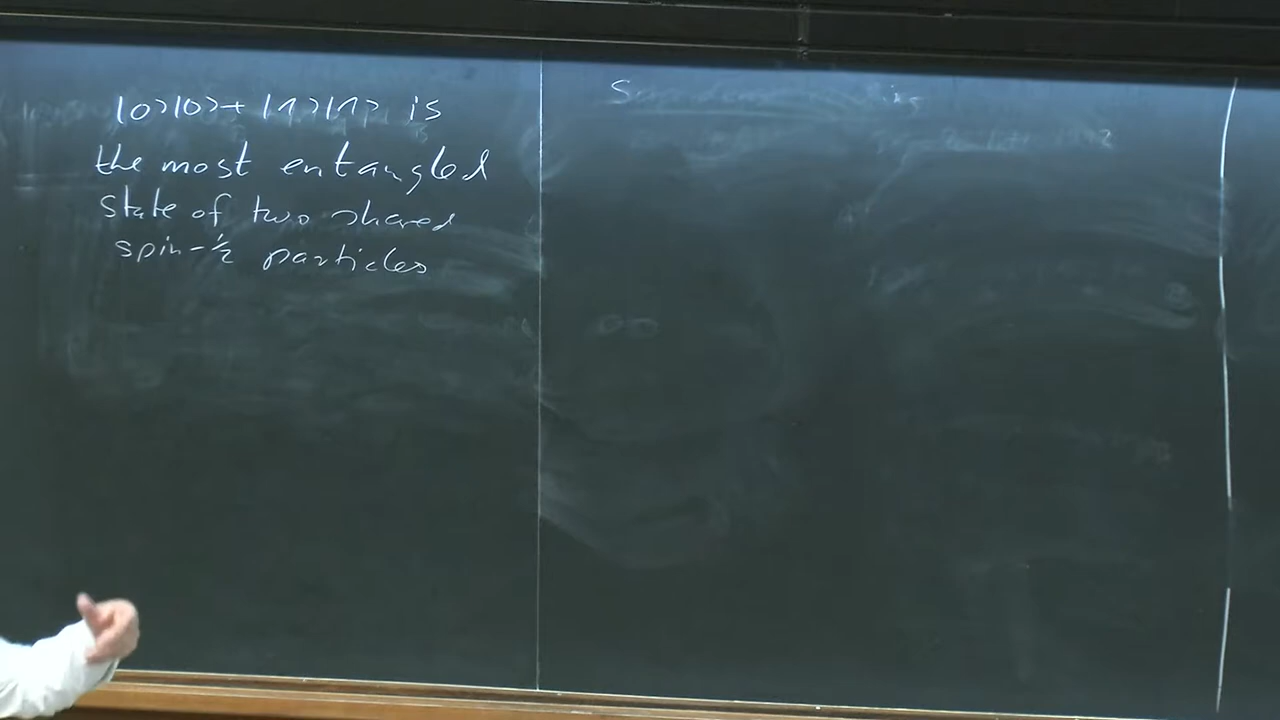 |0>|0> + |1>|1> is
the most entangled
state of two shared
spin-½ particles
S